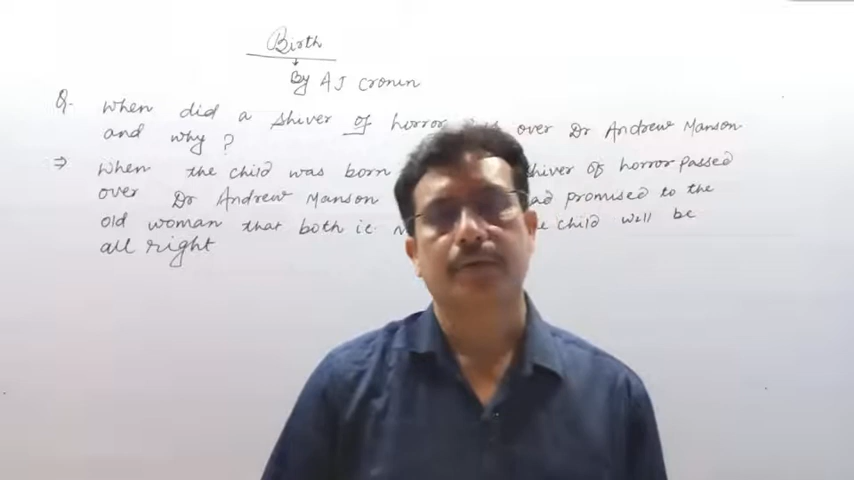 Birth
By AJ Cronin
Q. When did a shiver of horror over Dr Andrew Manson
and why ?
⇒ When the child was born shiver of horror passed
over Dr Andrew Manson promised to the
old woman that both i.e. child will be
all right